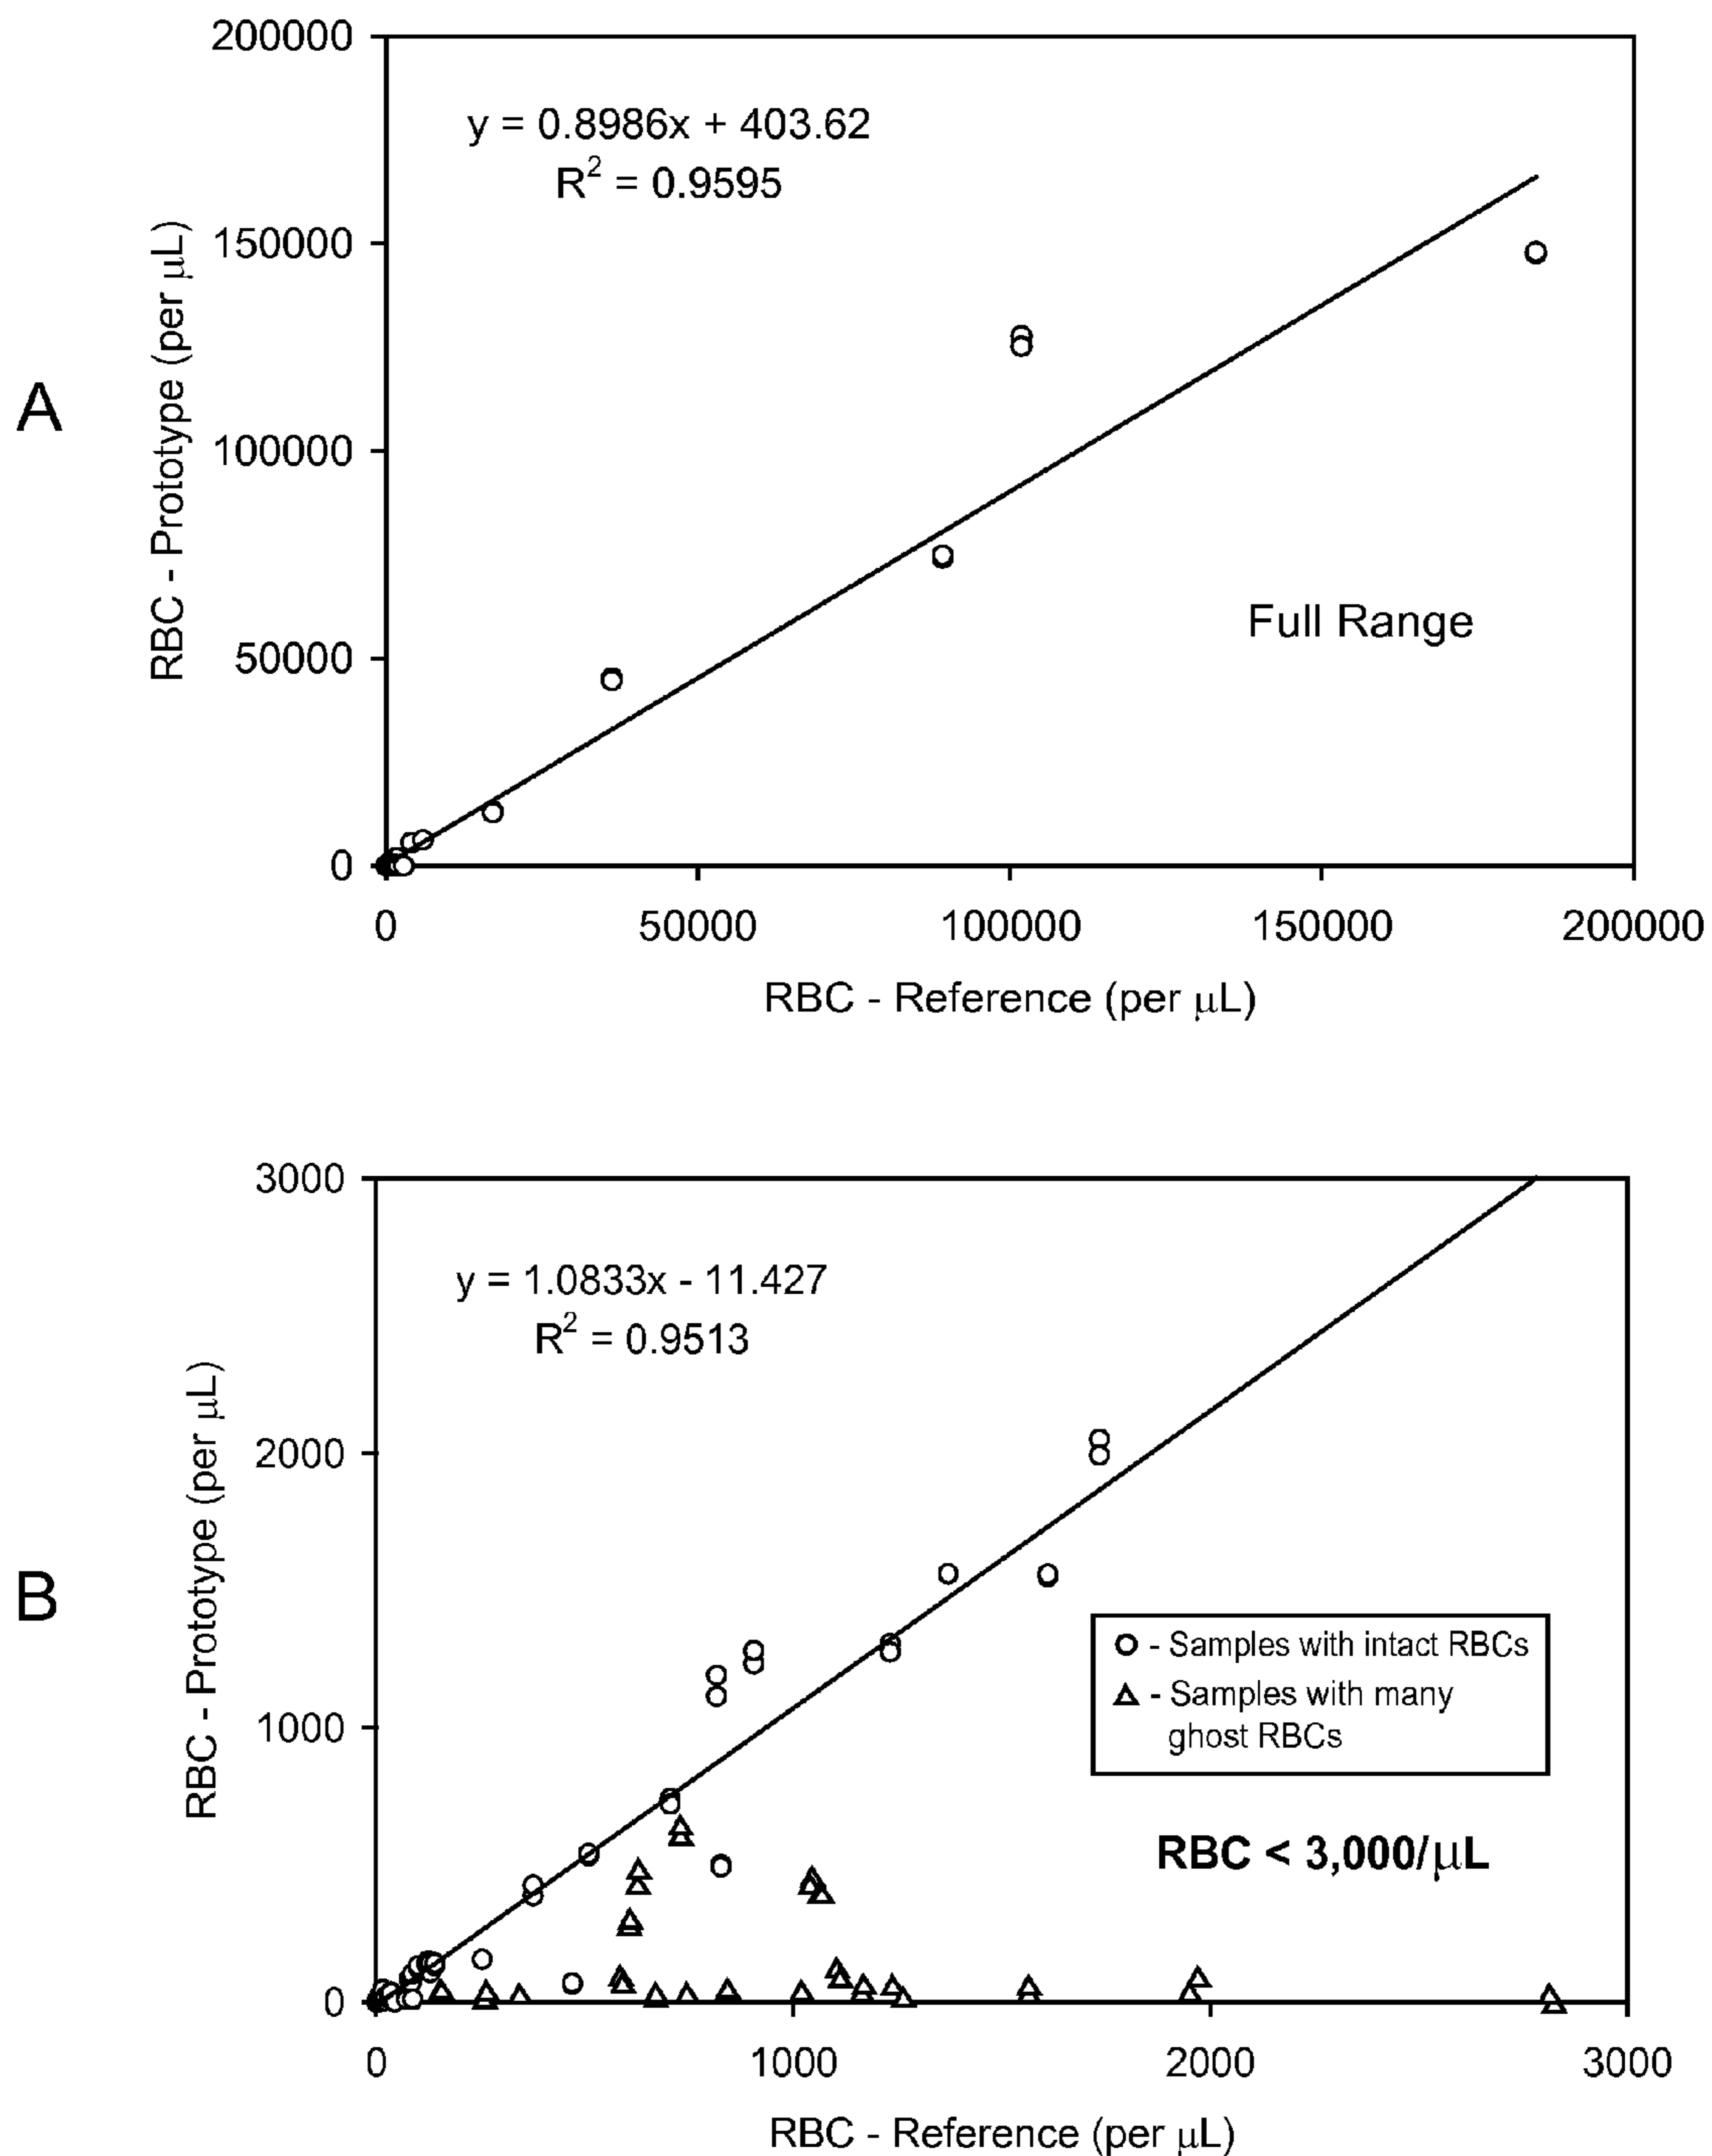 A
RBC - Prototype (per μL)
200000
150000
100000
50000
0
y = 0.8986x + 403.62
R² = 0.9595
Full Range
0 50000 100000 150000 200000
RBC - Reference (per μL)
B
RBC - Prototype (per μL)
3000
2000
1000
0
y = 1.0833x - 11.427
R² = 0.9513
- Samples with intact RBCs
- Samples with many
ghost RBCs
RBC < 3,000/μL
0 1000 2000 3000
RBC - Reference (per μL)